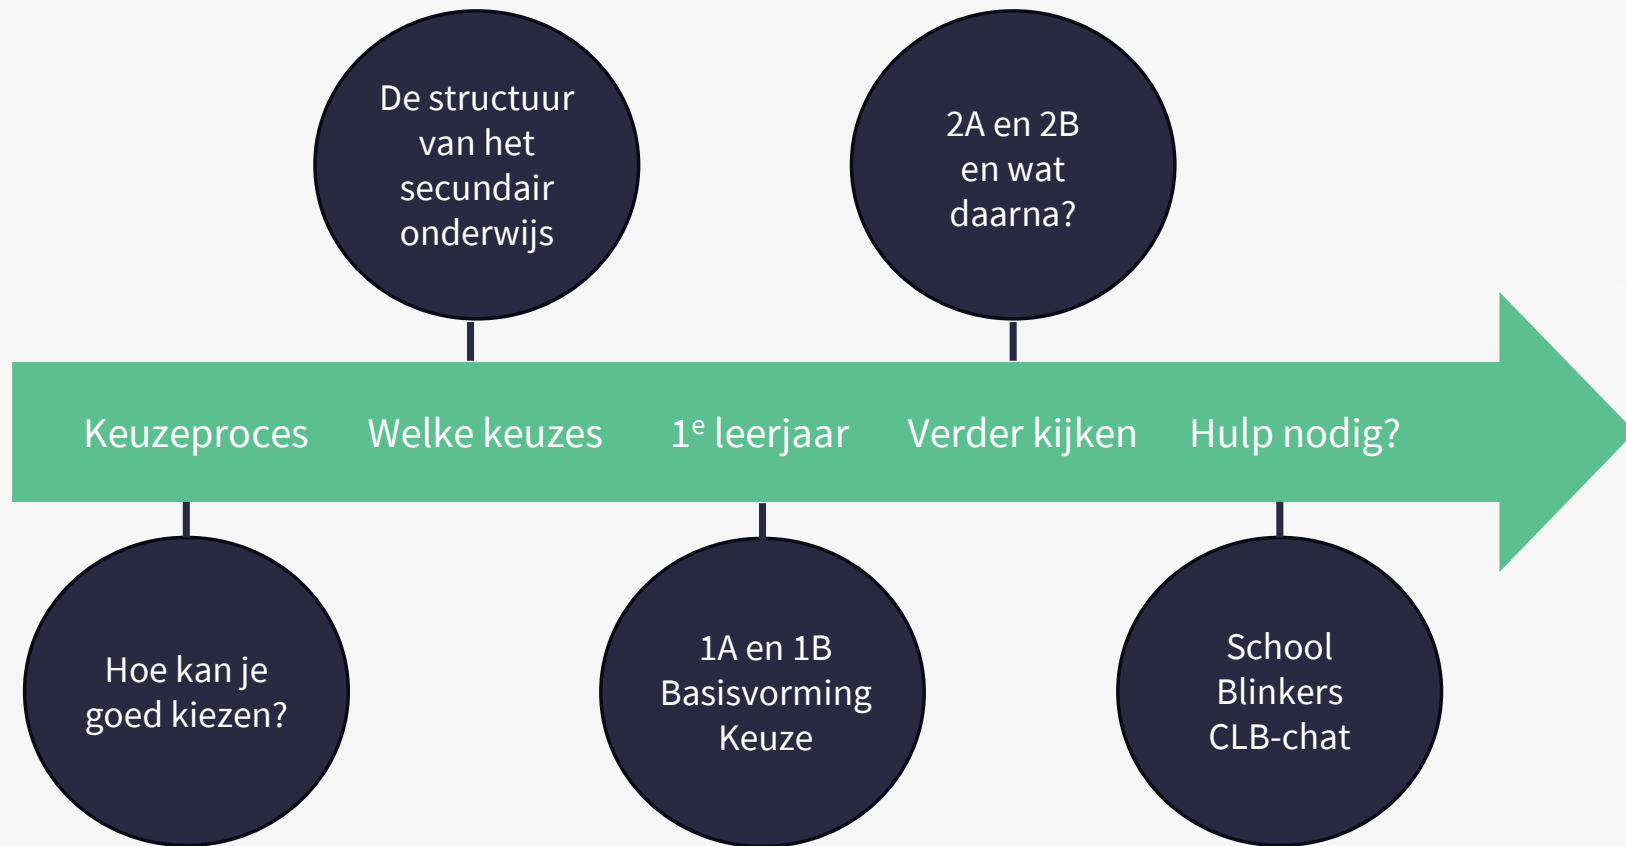 De structuur
van het
secundair
onderwijs
2A en 2B
en wat
daarna?
Keuzeproces
Welke keuzes
1e leerjaar
Verder kijken
Hulp nodig?
Hoe kan je
goed kiezen?
1A en 1B
Basisvorming
Keuze
School
Blinkers
CLB-chat